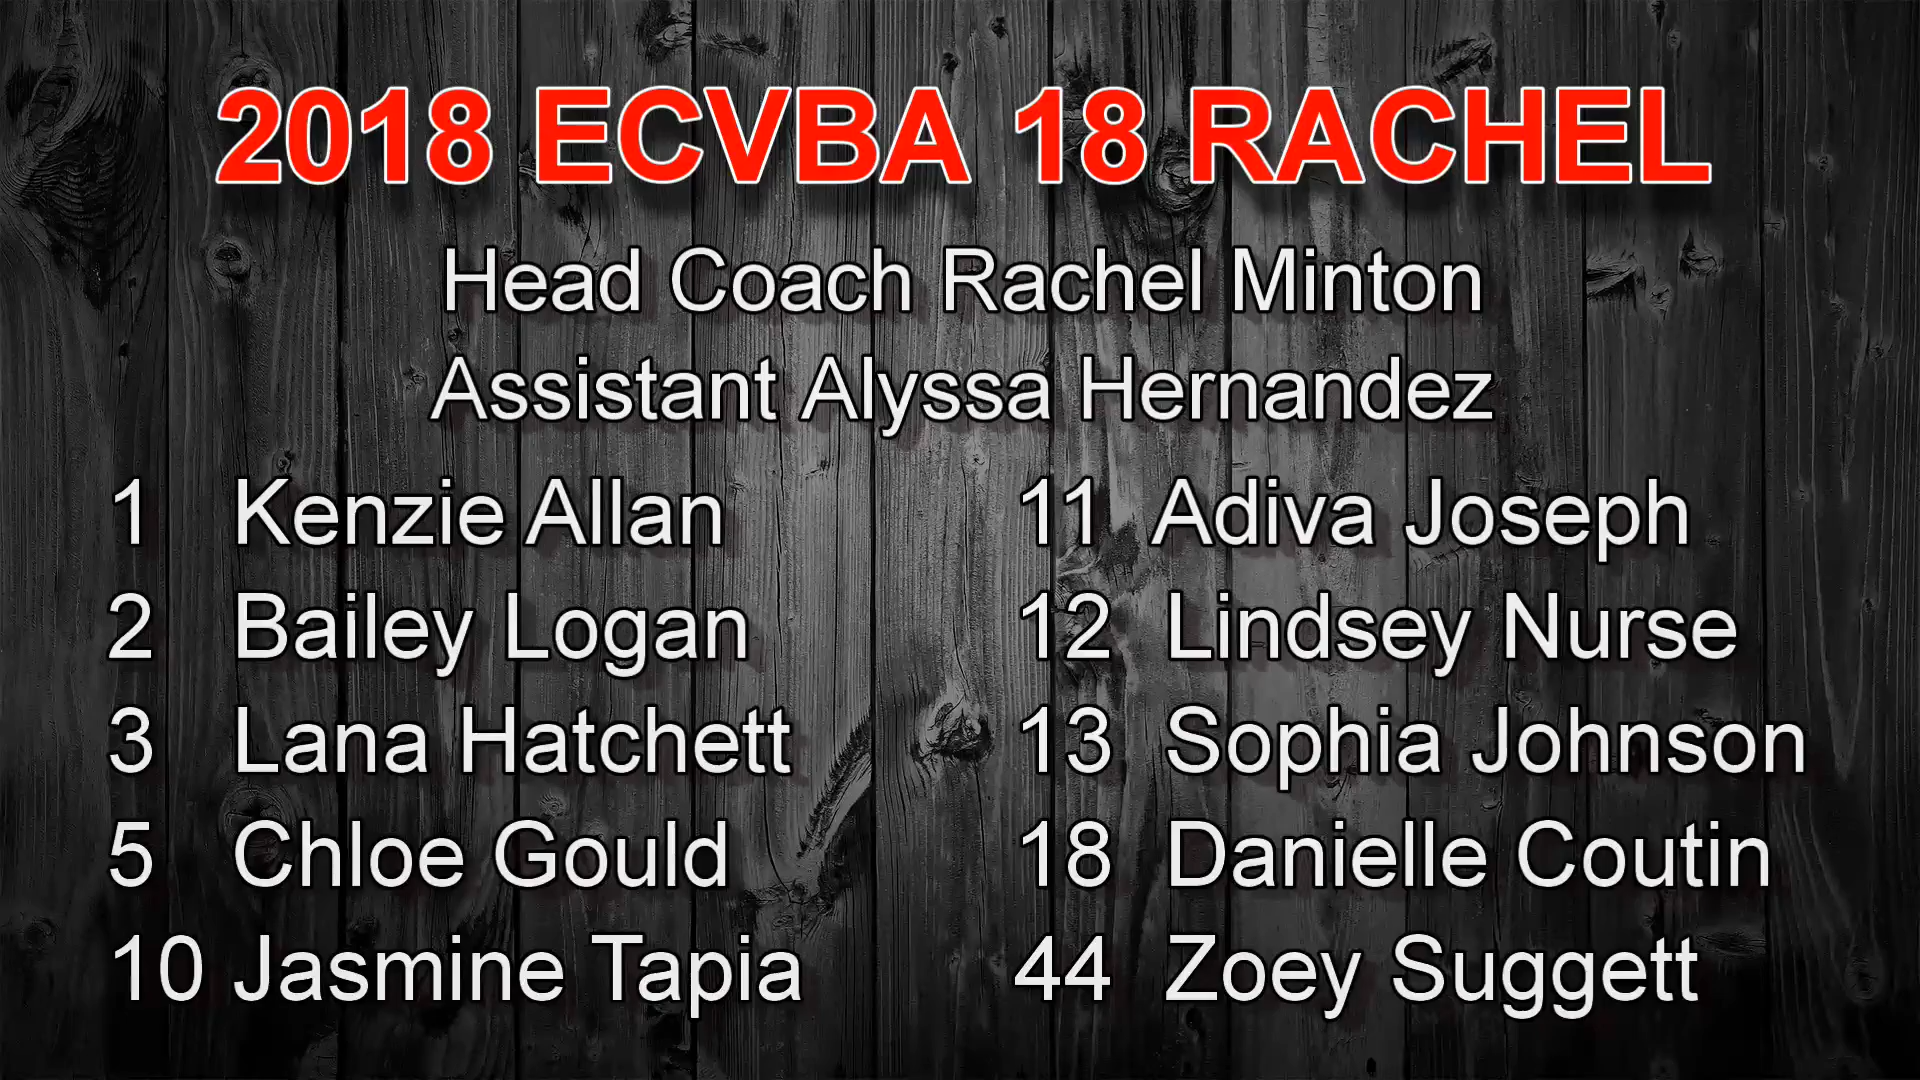 2018 ECVBA 18 RACHEL
Head Coach Rachel Minton
Assistant Alyssa Hernandez
1 Kenzie Allan
2 Bailey Logan
3 Lana Hatchett
5 Chloe Gould
10 Jasmine Tapia
11 Adiva Joseph
12 Lindsey Nurse
13 Sophia Johnson
18 Danielle Coutin
44 Zoey Suggett